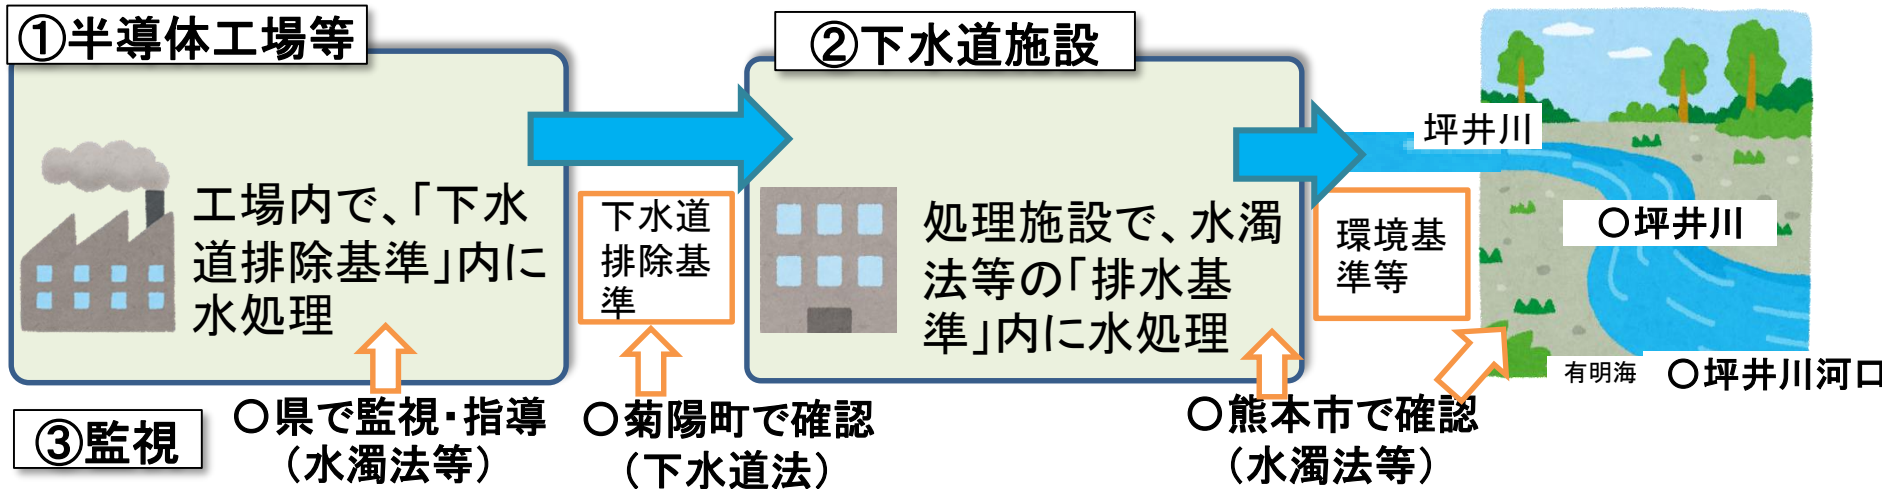 ①半導体工場等
工場内で、「下水
道排除基準」内に
水処理
下水道
排除基
準
②下水道施設
処理施設で、水濁
法等の「排水基
準」内に水処理
環境基
準等
坪井川
○坪井川
有明海
○坪井川河口
③監視
○県で監視・指導
（水濁法等）
○菊陽町で確認
（下水道法）
○熊本市で確認
（水濁法等）